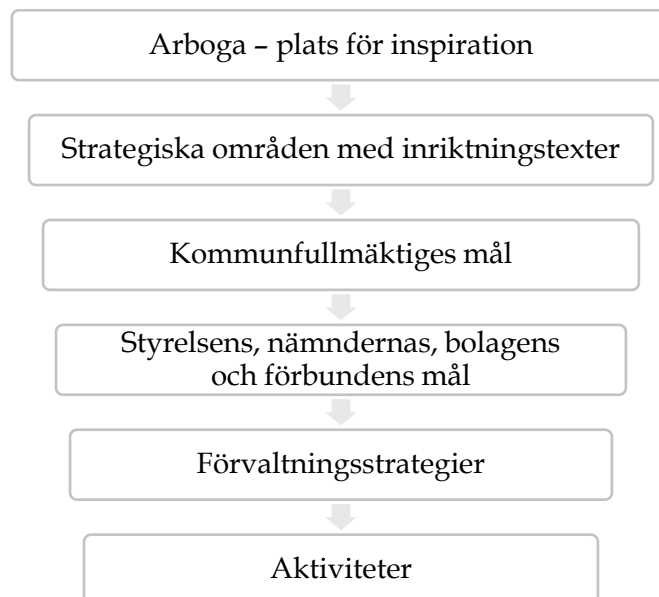 Arboga – plats för inspiration
Strategiska områden med inriktningstexter
Kommunfullmäktiges mål
Styrelsens, nämndernas, bolagens
och förbundens mål
Förvaltningsstrategier
Aktiviteter